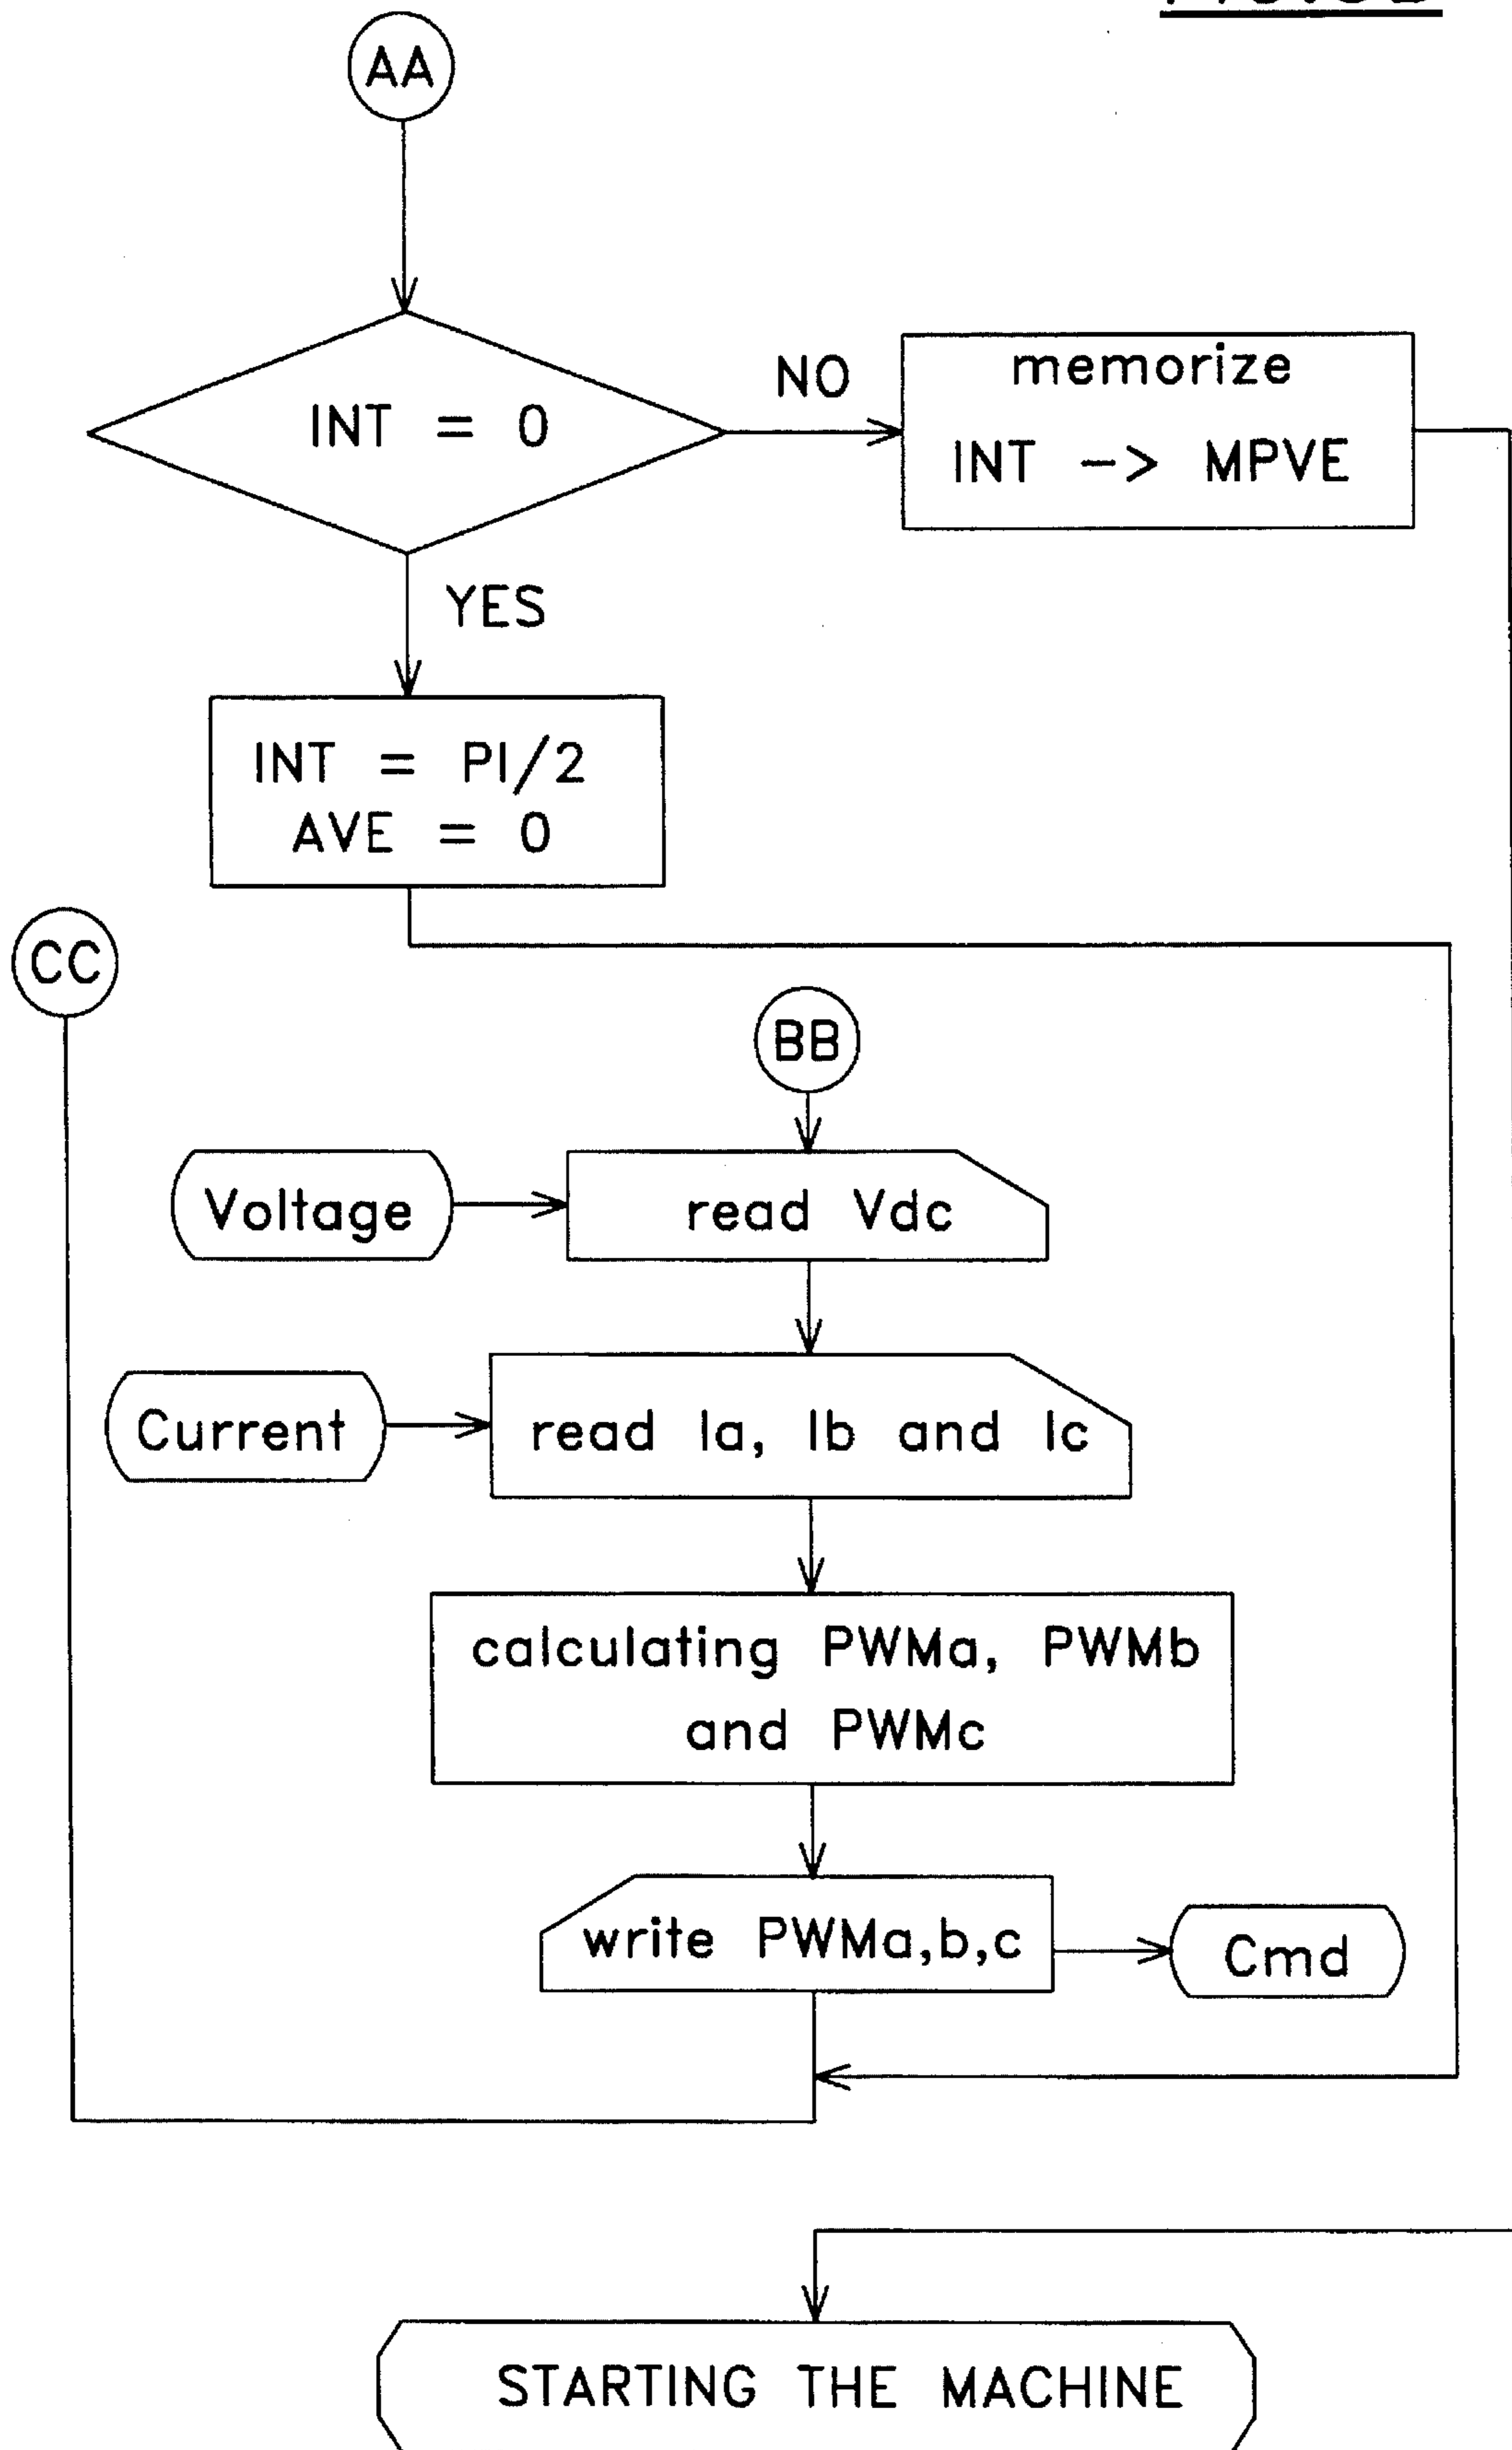 AA
INT = 0
NO
memorize
INT -> MPVE
YES
INT = PI/2
AVE = 0
CC
BB
Voltage
read Vdc
Current
read Ia, Ib and Ic
calculating PWMa, PWMb
and PWMc
write PWMa,b,c
Cmd
STARTING THE MACHINE